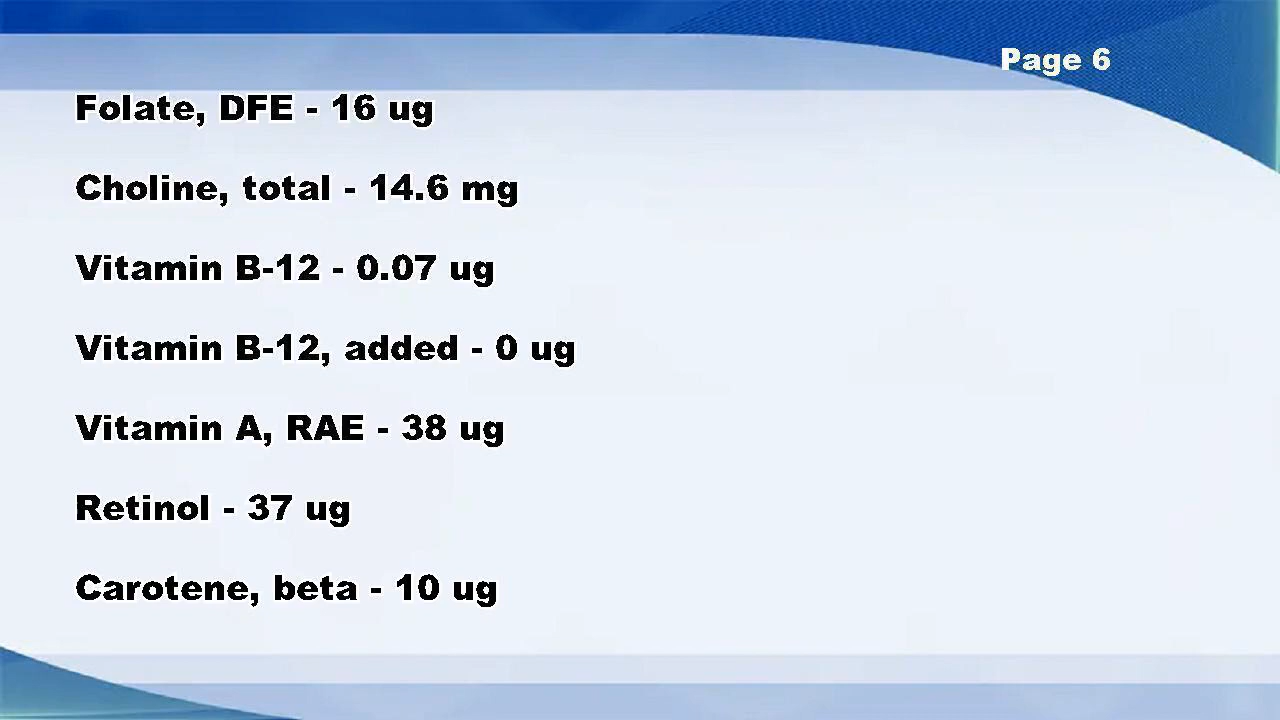 Page 6
Folate, DFE - 16 ug
Choline, total - 14.6 mg
Vitamin B-12 - 0.07 ug
Vitamin B-12, added - 0 ug
Vitamin A, RAE - 38 ug
Retinol - 37 ug
Carotene, beta - 10 ug